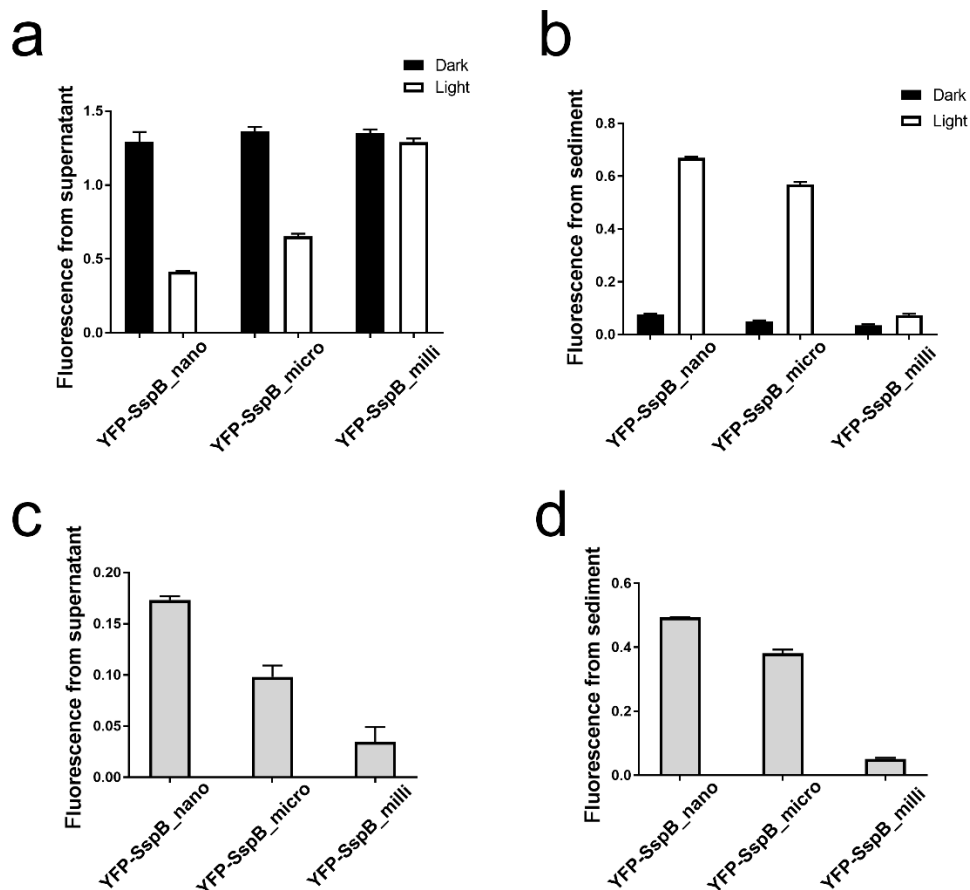 a
Dark
Light
Fluorescence from supernatant
1.5
1.0
0.5
0.0
YFP-SspB_nano
YFP-SspB_micro
YFP-SspB_milli
b
Dark
Light
Fluorescence from sediment
0.8
0.6
0.4
0.2
0.0
YFP-SspB_nano
YFP-SspB_micro
YFP-SspB_milli
c
Fluorescence from supernatant
0.20
0.15
0.10
0.05
0.00
YFP-SspB_nano
YFP-SspB_micro
YFP-SspB_milli
d
Fluorescence from sediment
0.6
0.4
0.2
0.0
YFP-SspB_nano
YFP-SspB_micro
YFP-SspB_milli